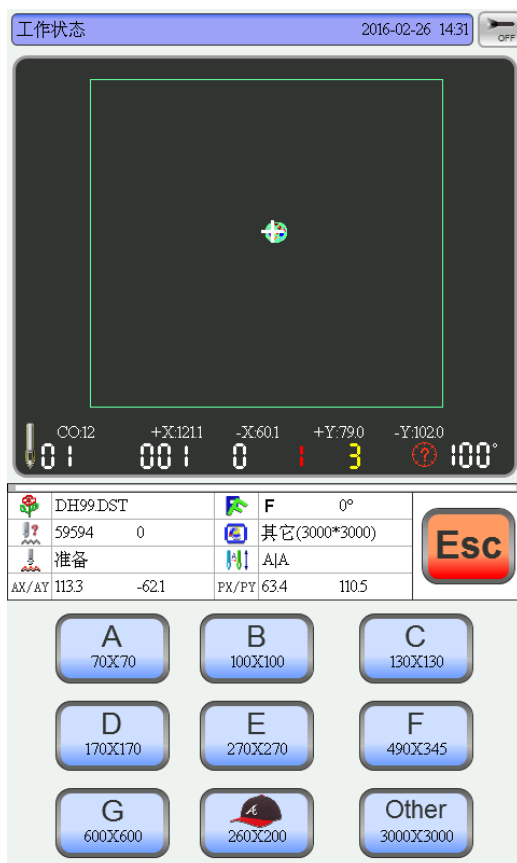 工作状态 2016-02-26 14:31 OFF
CO:12 +X:121.1 -X:60.1 +Y:79.0 -Y:102.0
01 001 0 1 3 ? 100°
DH99.DST F 0°
? 59594 0 其它(3000*3000)
准备 A|A
AX/AY 113.3 -62.1 PX/PY 63.4 110.5
Esc
A B C
70X70 100X100 130X130
D E F
170X170 270X270 490X345
G A Other
600X600 260X200 3000X3000